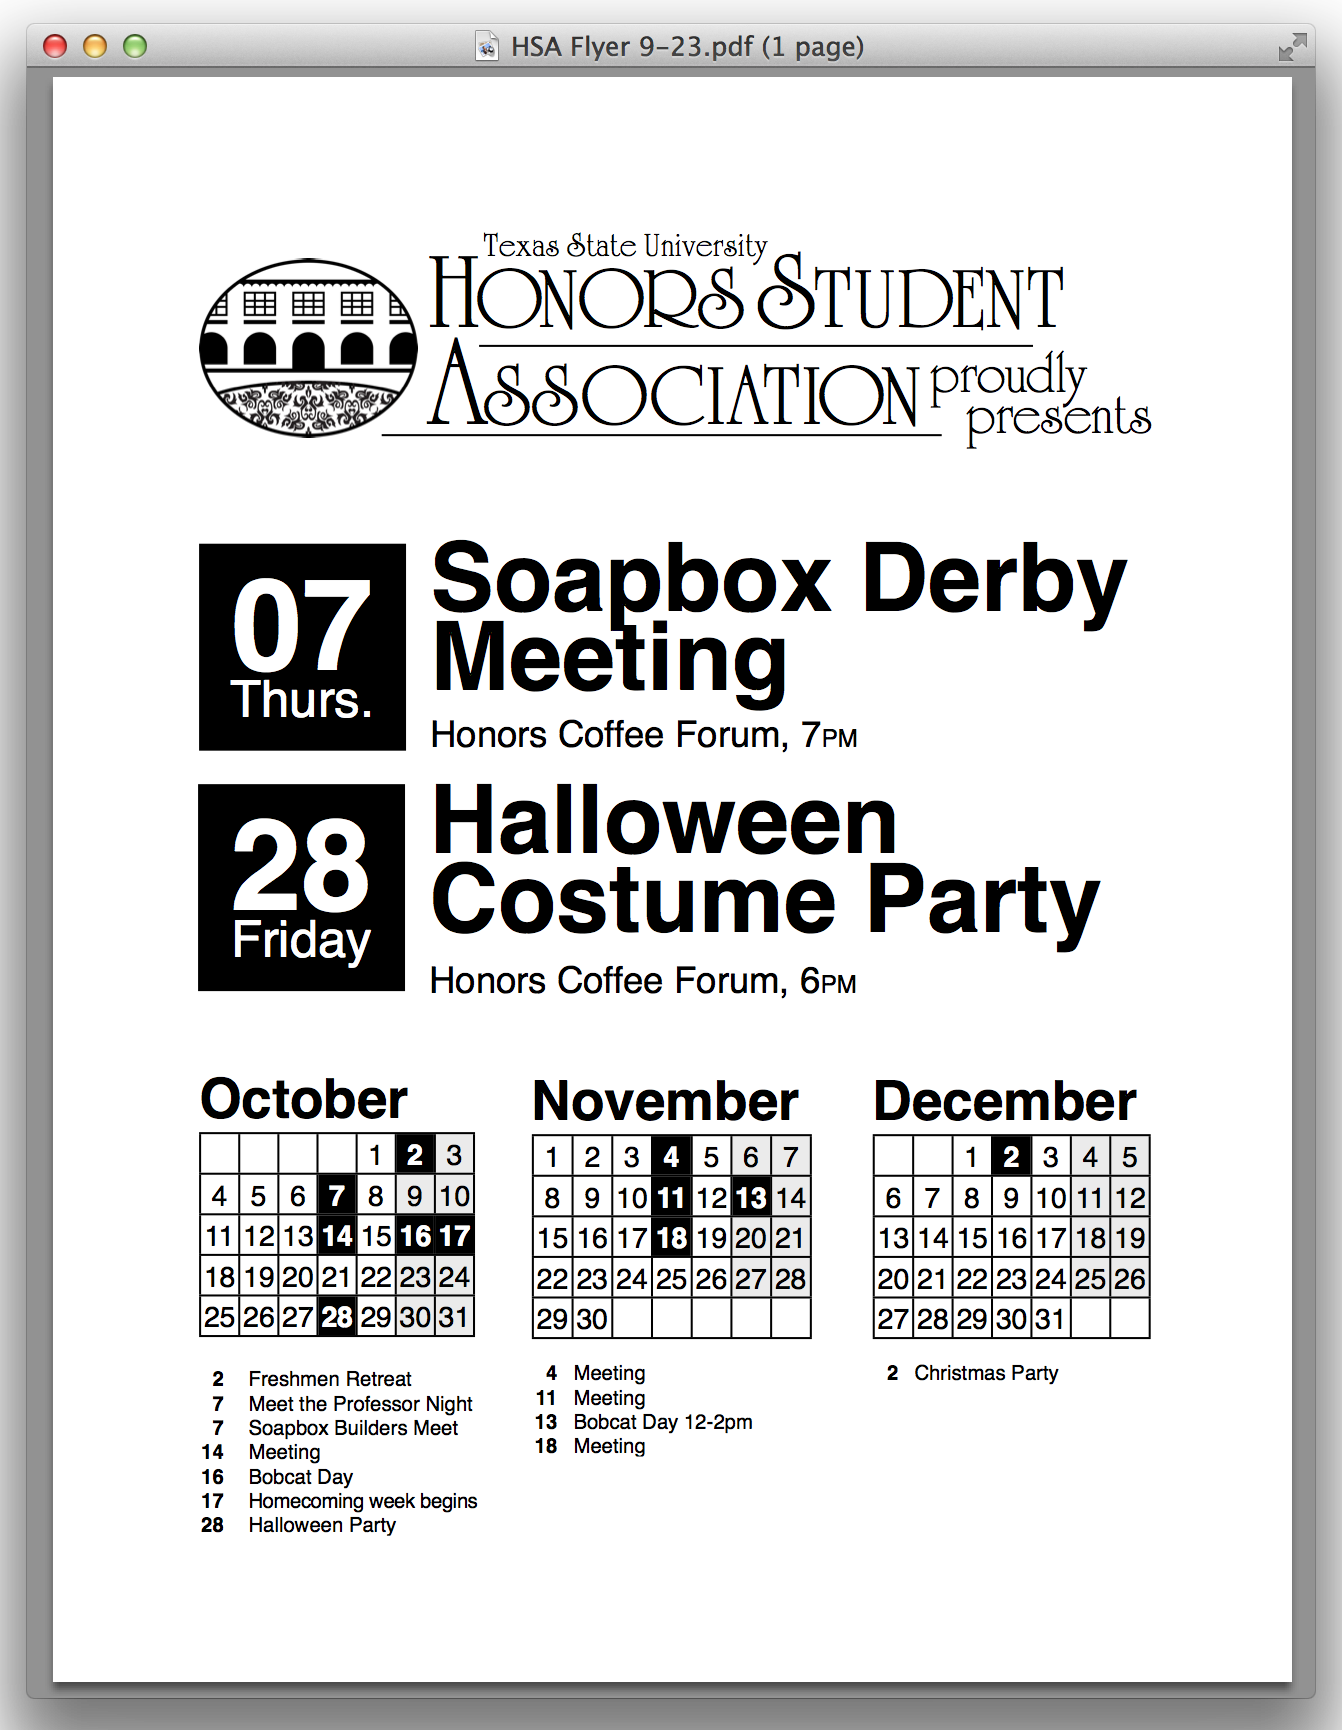 HSA Flyer 9-23.pdf (1 page)
Texas State University
Honors Student
Association proudly
presents
07
Thurs.
Soapbox Derby
Meeting
Honors Coffee Forum, 7PM
28
Friday
Halloween
Costume Party
Honors Coffee Forum, 6PM
October
1 2 3
4 5 6 7 8 9 10
11 12 13 14 15 16 17
18 19 20 21 22 23 24
25 26 27 28 29 30 31
2 Freshmen Retreat
7 Meet the Professor Night
7 Soapbox Builders Meet
14 Meeting
16 Bobcat Day
17 Homecoming week begins
28 Halloween Party
November
1 2 3 4 5 6 7
8 9 10 11 12 13 14
15 16 17 18 19 20 21
22 23 24 25 26 27 28
29 30
4 Meeting
11 Meeting
13 Bobcat Day 12-2pm
18 Meeting
December
1 2 3 4 5
6 7 8 9 10 11 12
13 14 15 16 17 18 19
20 21 22 23 24 25 26
27 28 29 30 31
2 Christmas Party